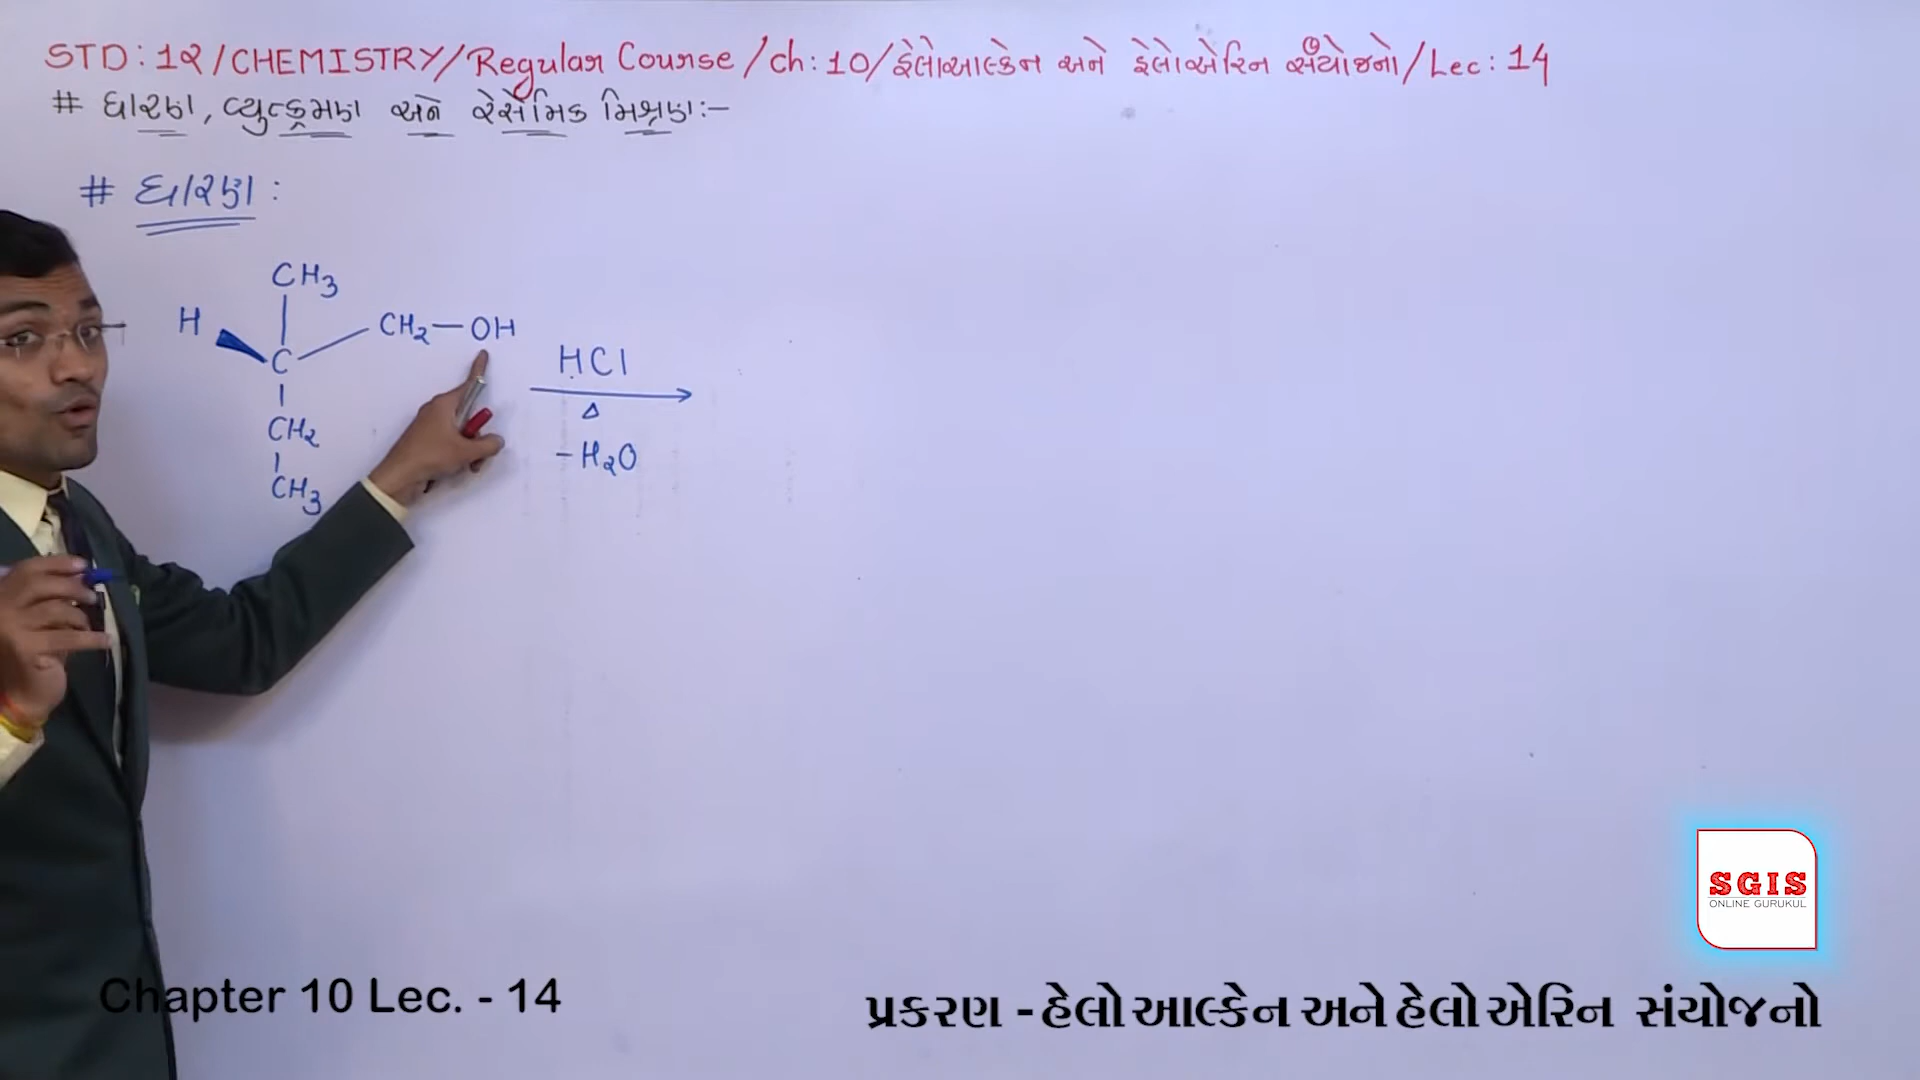 STD: 12/CHEMISTRY/Regular Course/ch: 10/હેલોઆલ્કેન અને હેલોએરિન સંયોજનો/Lec: 14
# ધારણ, વ્યુત્ક્રમણ અને રેસેમિક મિશ્રણ:-
# ધારણ :
CH3
H C CH2-OH
CH2
CH3
HCl
Δ
-H2O
SGIS
ONLINE GURUKUL
Chapter 10 Lec. - 14
પ્રકરણ - હેલો આલ્કેન અને હેલો એરિન સંયોજનો